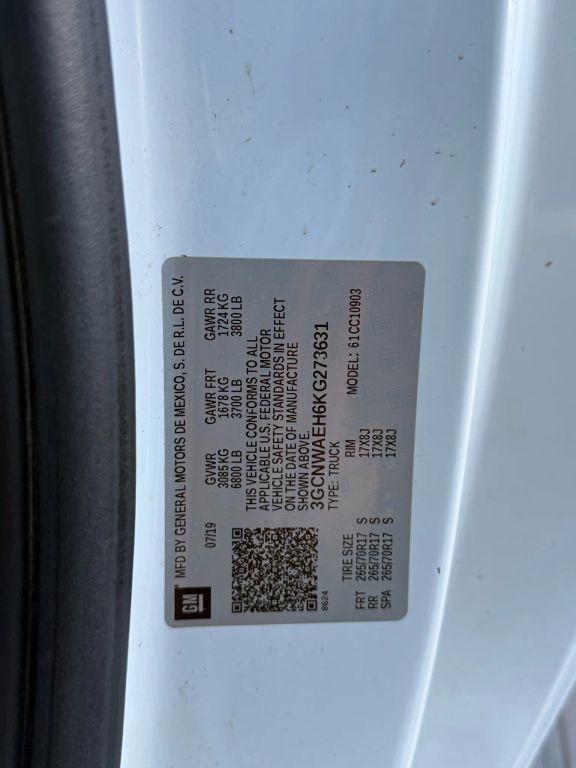 GM MFD BY GENERAL MOTORS DE MEXICO, S. DE R.L. DE C.V.
07/19 GVWR GAWR FRT GAWR RR
3085 KG 1678 KG 1724 KG
6800 LB 3700 LB 3800 LB
THIS VEHICLE CONFORMS TO ALL
APPLICABLE U.S. FEDERAL MOTOR
VEHICLE SAFETY STANDARDS IN EFFECT
ON THE DATE OF MANUFACTURE
SHOWN ABOVE.
3GCNWAEH6KG273631
8624 TYPE: TRUCK
TIRE SIZE RIM MODEL: 61CC10903
FRT 265/70R17 S 17X8J
RR 265/70R17 S 17X8J
SPA 265/70R17 S 17X8J